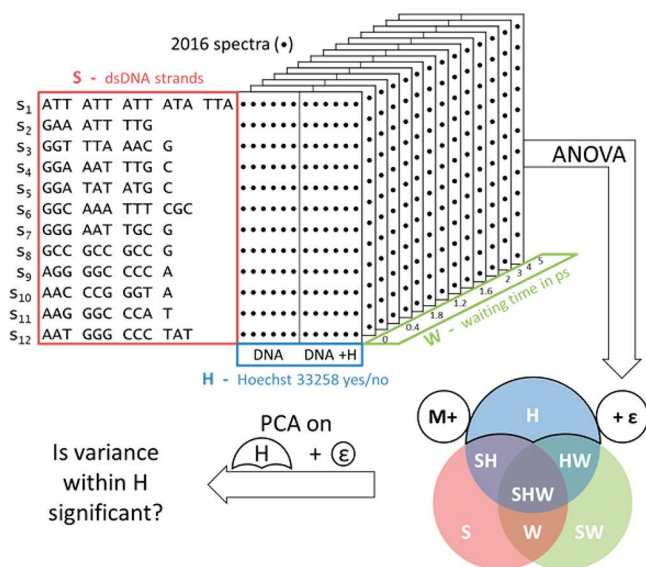 2016 spectra (•)
S - dsDNA strands
S1 ATT ATT ATT ATA TTA
S2 GAA ATT TTG
S3 GGT TTA AAC G
S4 GGA AAT TTG C
S5 GGA TAT ATG C
S6 GGC AAA TTT CGC
S7 GGG AAT TGC G
S8 GCC GCC GCC G
S9 AGG GGC CCC A
S10 AAC CCG GGT A
S11 AAG GGC CCA T
S12 AAT GGG CCC TAT
DNA DNA +H
H - Hoechst 33258 yes/no
0 0.4 1.8 1.2 1.6 2 3 4 5
W - waiting time in ps
ANOVA
M+ H + ε
SH HW
SHW
S W SW
PCA on
H + ε
Is variance
within H
significant?